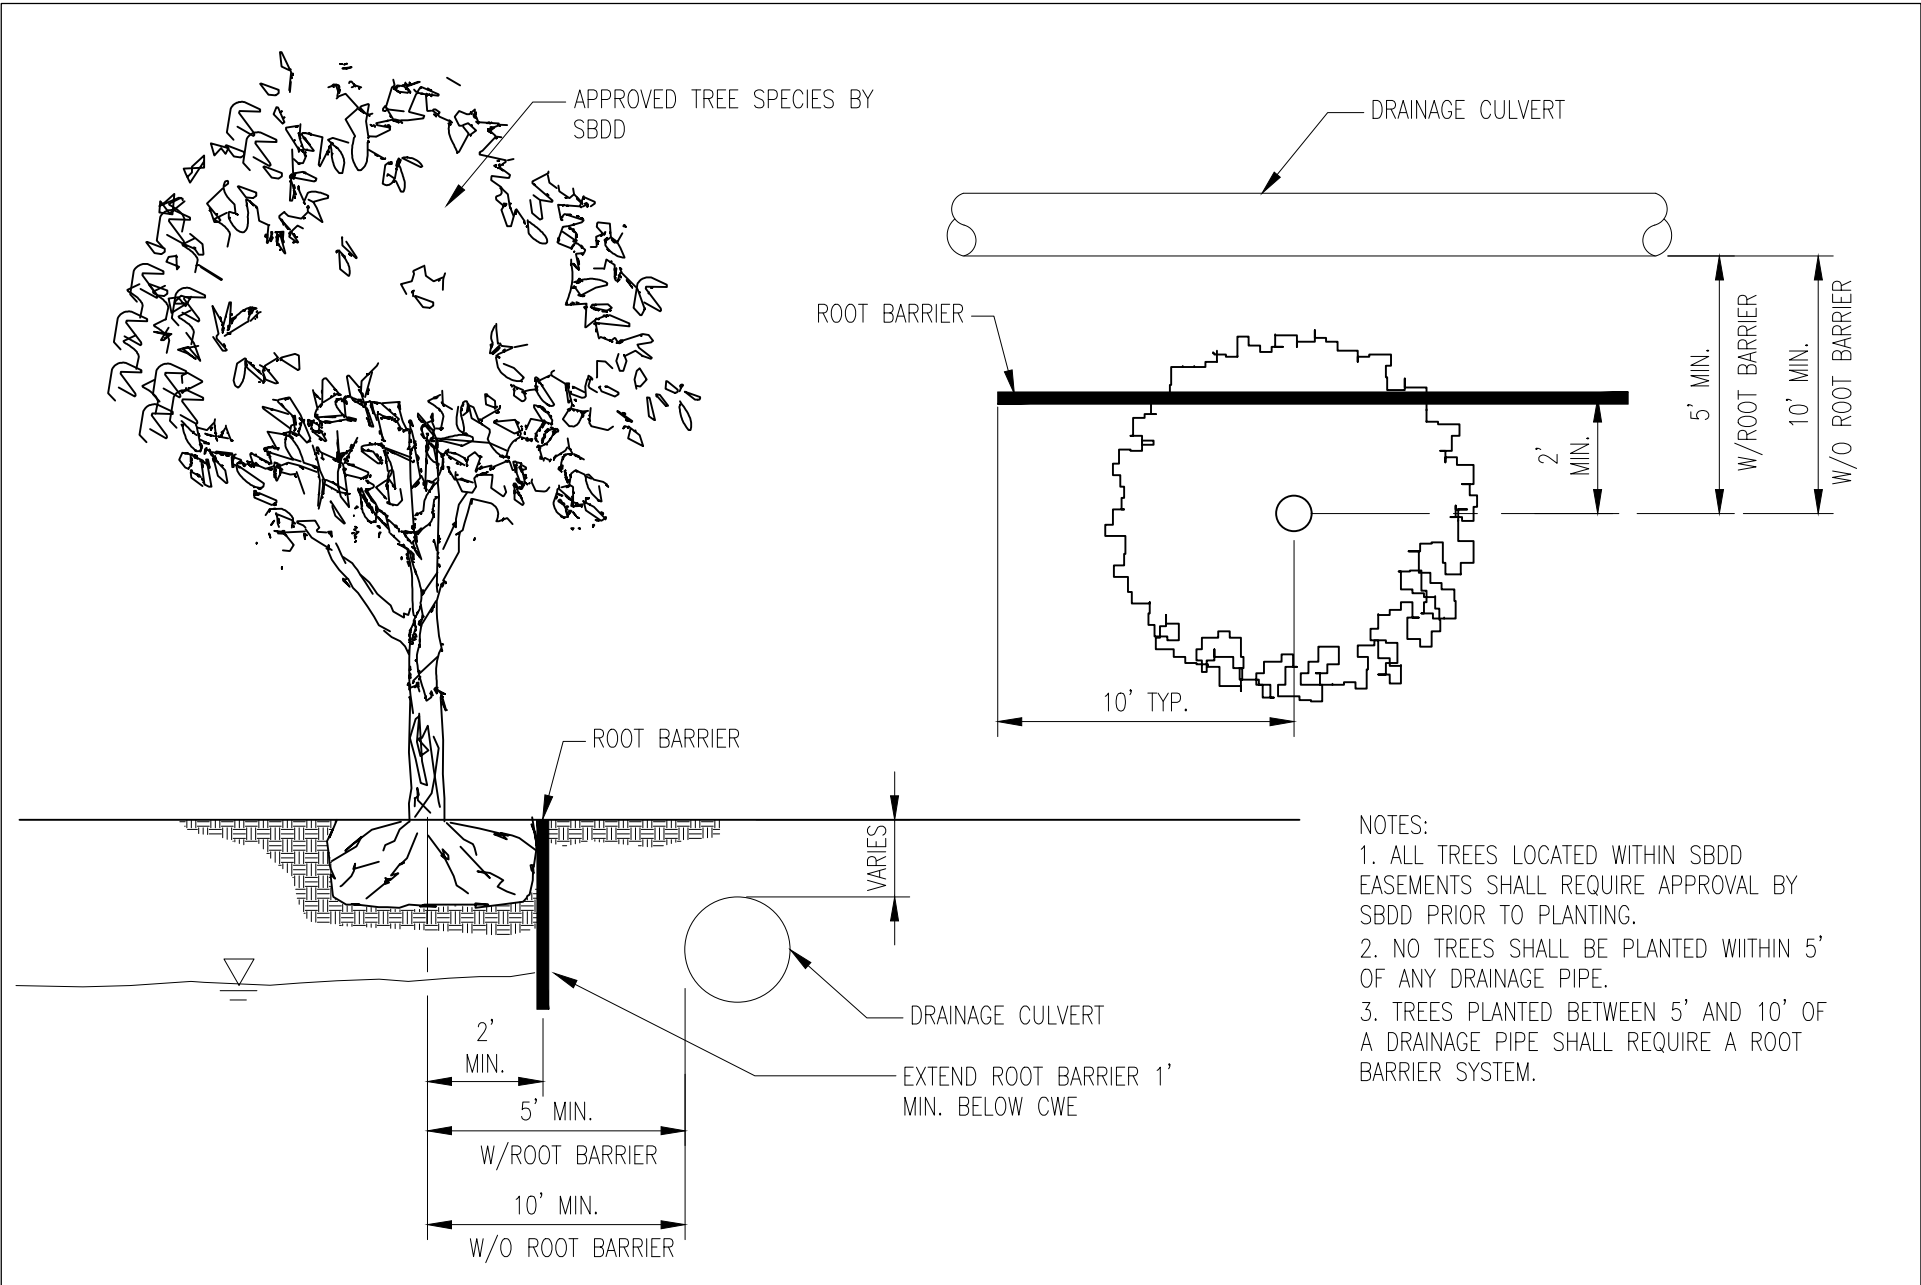 APPROVED TREE SPECIES BY
SBDD
DRAINAGE CULVERT
ROOT BARRIER
5' MIN.
W/ROOT BARRIER
10' MIN.
W/O ROOT BARRIER
2'
MIN.
10' TYP.
ROOT BARRIER
VARIES
DRAINAGE CULVERT
EXTEND ROOT BARRIER 1'
MIN. BELOW CWE
2'
MIN.
5' MIN.
W/ROOT BARRIER
10' MIN.
W/O ROOT BARRIER
NOTES:
1. ALL TREES LOCATED WITHIN SBDD
EASEMENTS SHALL REQUIRE APPROVAL BY
SBDD PRIOR TO PLANTING.
2. NO TREES SHALL BE PLANTED WIITHIN 5'
OF ANY DRAINAGE PIPE.
3. TREES PLANTED BETWEEN 5' AND 10' OF
A DRAINAGE PIPE SHALL REQUIRE A ROOT
BARRIER SYSTEM.